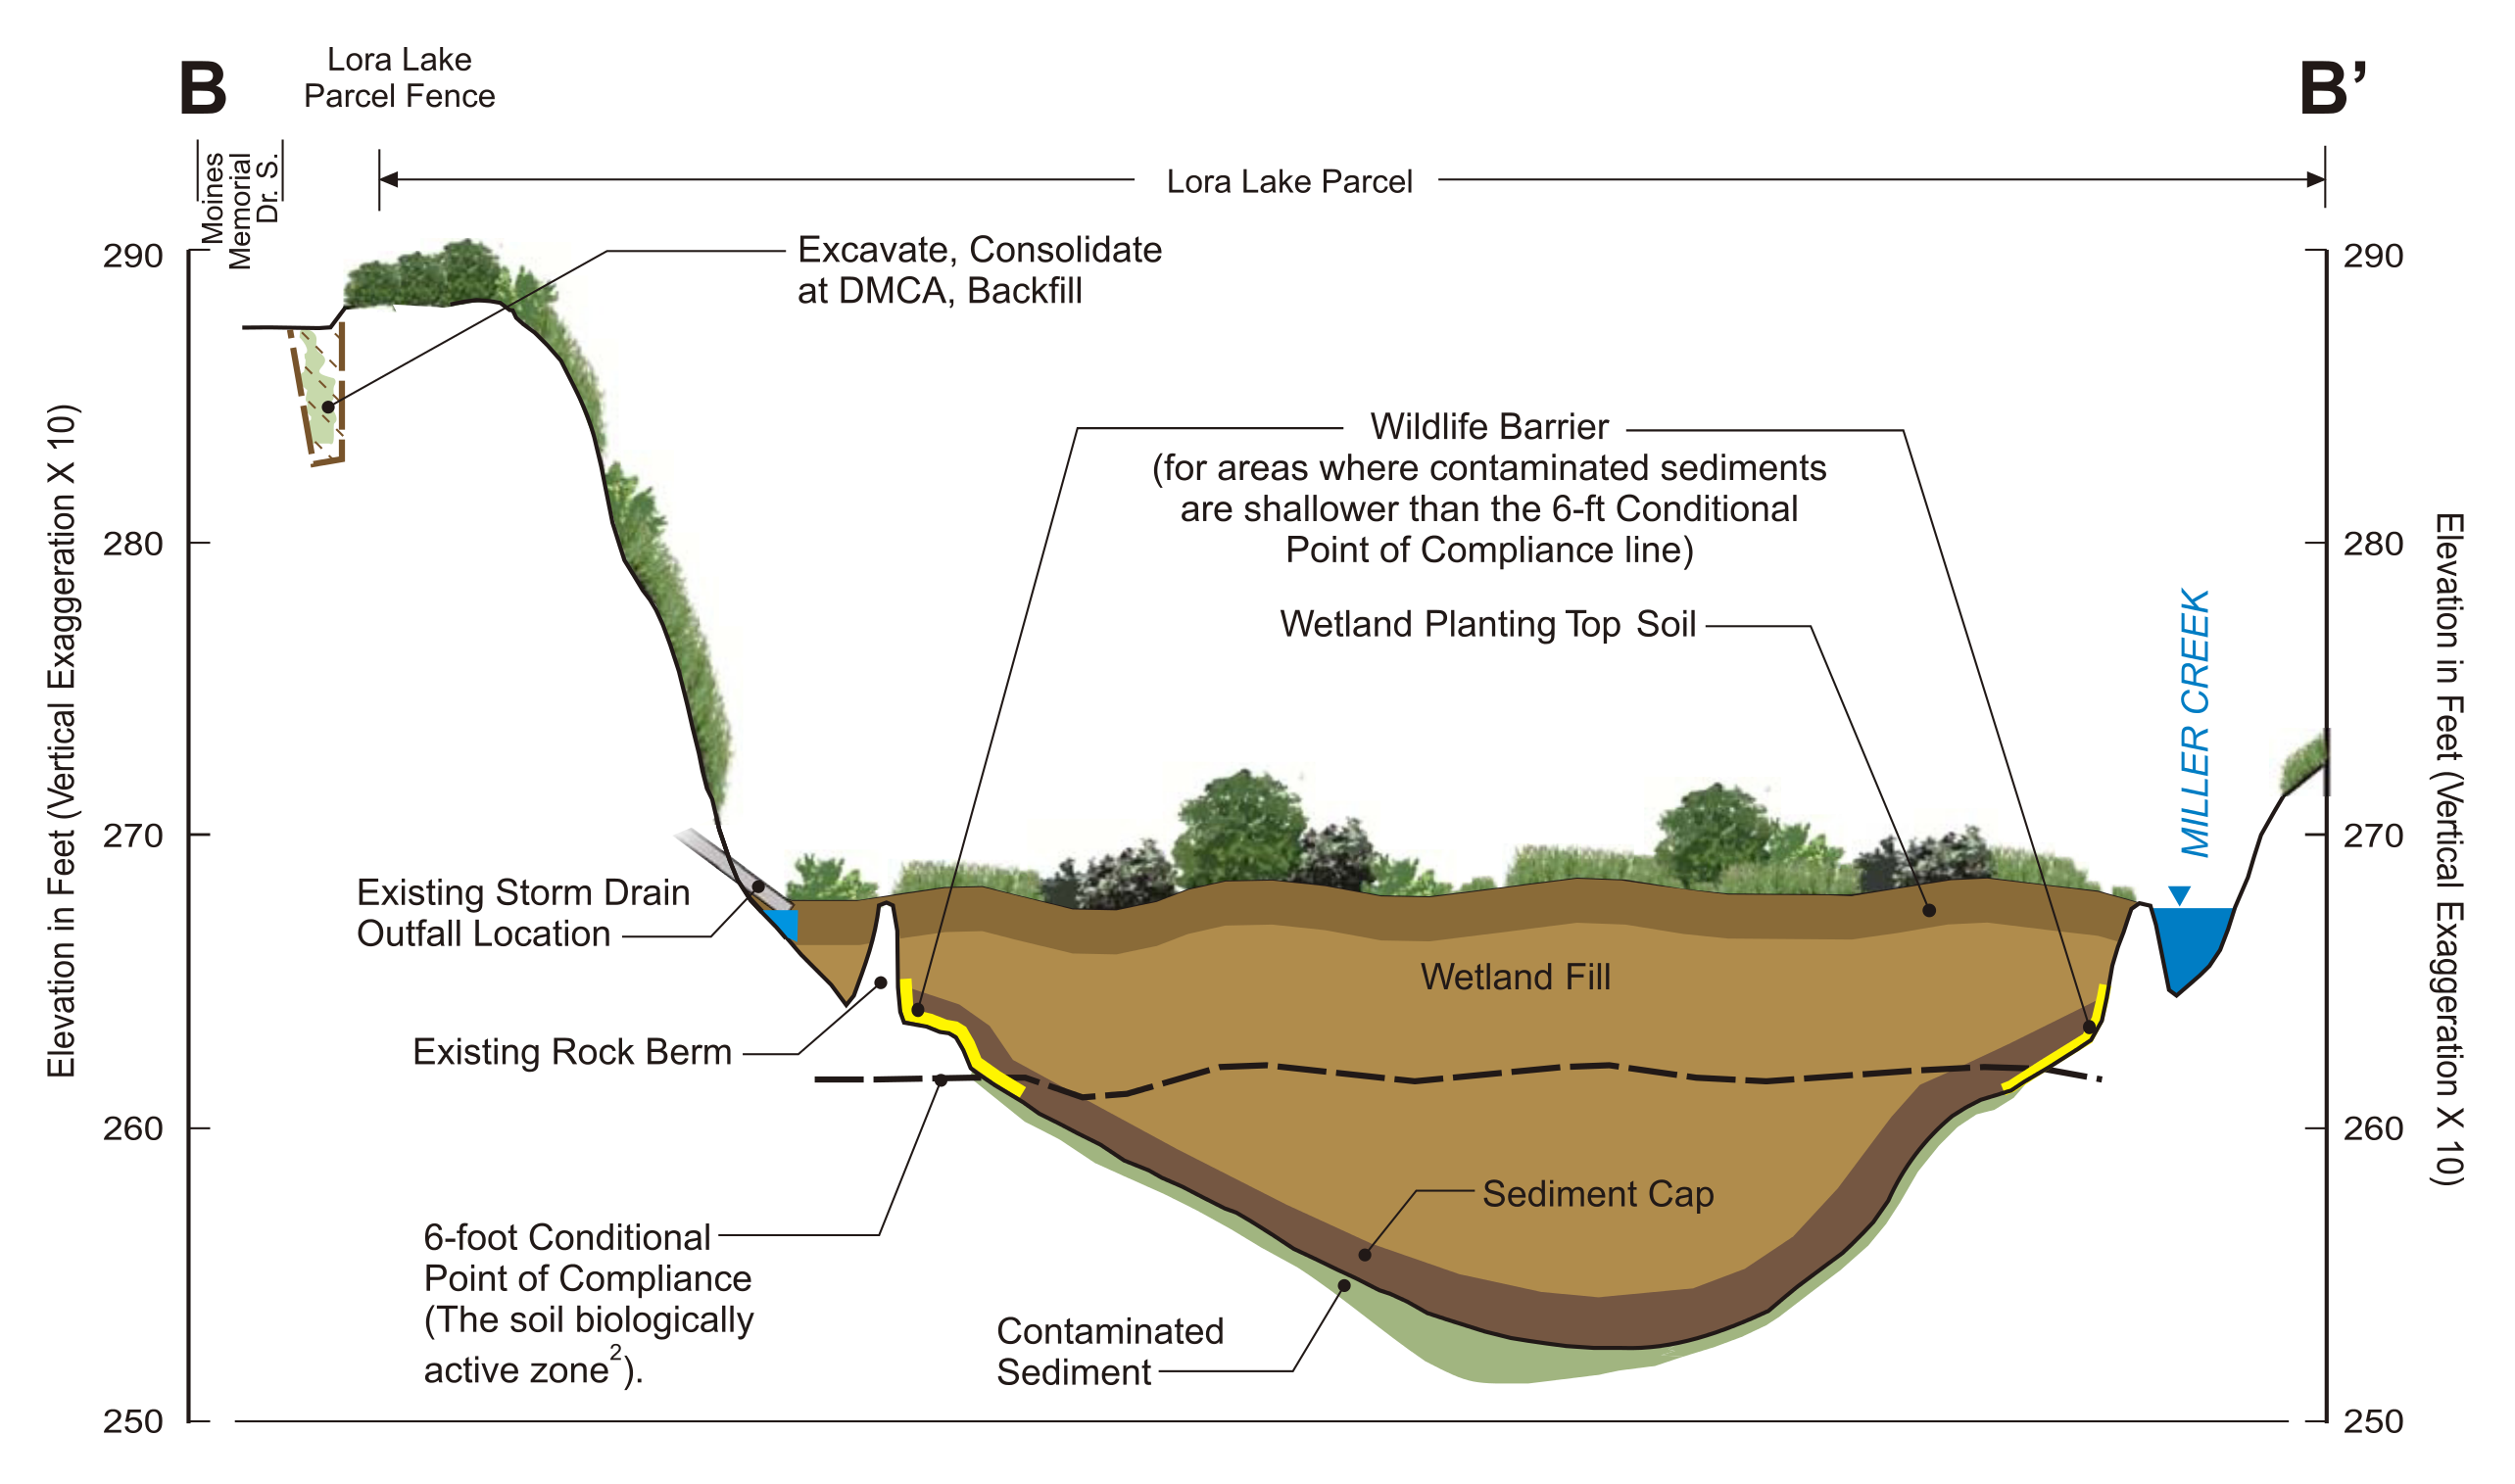 B
Lora Lake
Parcel Fence
B’
Moines
Memorial
Dr. S.
Lora Lake Parcel
290
290
Excavate, Consolidate
at DMCA, Backfill
Elevation in Feet (Vertical Exaggeration X 10)
Wildlife Barrier
(for areas where contaminated sediments
are shallower than the 6-ft Conditional
Point of Compliance line)
280
280
Elevation in Feet (Vertical Exaggeration X 10)
Wetland Planting Top Soil
MILLER CREEK
270
270
Existing Storm Drain
Outfall Location
Wetland Fill
Existing Rock Berm
260
260
Sediment Cap
6-foot Conditional
Point of Compliance
(The soil biologically
active zone²).
Contaminated
Sediment
250
250